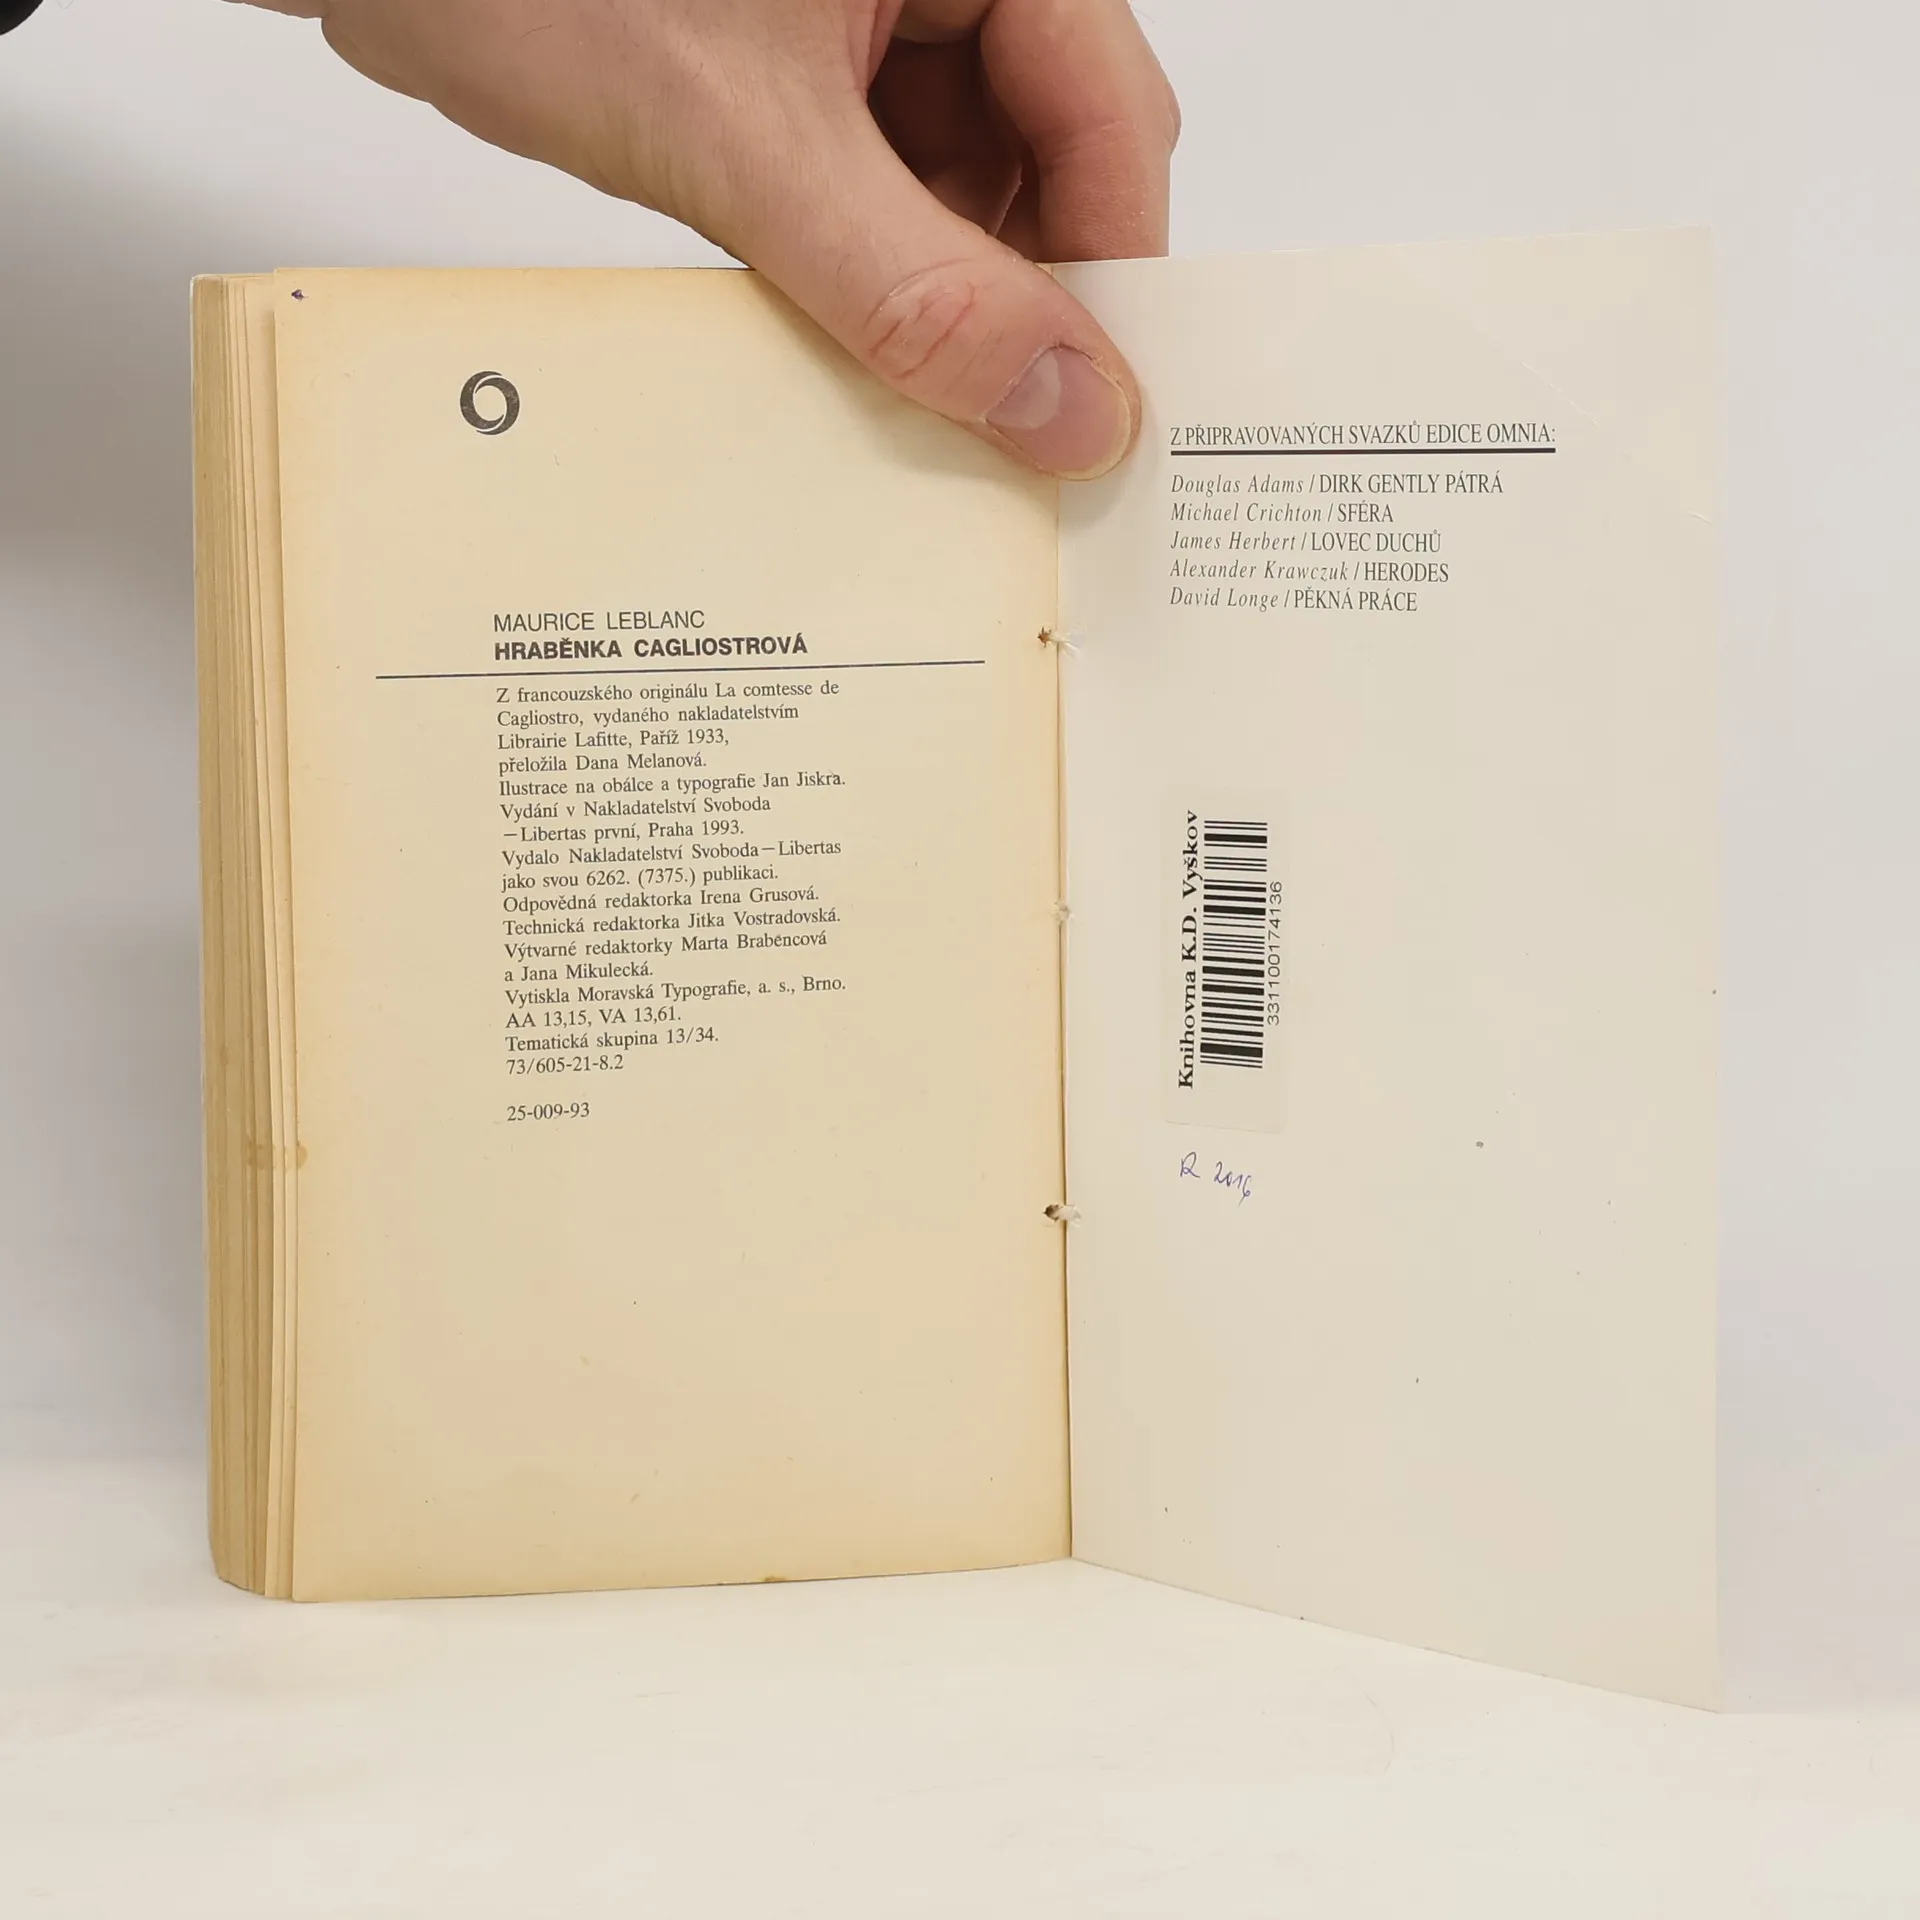 MAURICE LEBLANC
HRABĚNKA CAGLIOSTROVÁ
Z francouzského originálu La comtesse de
Cagliostro, vydaného nakladatelstvím
Librairie Lafitte, Paříž 1933,
přeložila Dana Melanová.
Ilustrace na obálce a typografie Jan Jiskra.
Vydání v Nakladatelství Svoboda
—Libertas první, Praha 1993.
Vydalo Nakladatelství Svoboda—Libertas
jako svou 6262. (7375.) publikaci.
Odpovědná redaktorka Irena Grusová.
Technická redaktorka Jitka Vostradovská.
Výtvarné redaktorky Marta Braběncová
a Jana Mikulecká.
Vytiskla Moravská Typografie, a. s., Brno.
AA 13,15, VA 13,61.
Tematická skupina 13/34.
73/605-21-8.2
25-009-93
Z PŘIPRAVOVANÝCH SVAZKŮ EDICE OMNIA:
Douglas Adams / DIRK GENTLY PÁTRÁ
Michael Crichton / SFÉRA
James Herbert / LOVEC DUCHŮ
Alexander Krawczuk / HERODES
David Longe / PĚKNÁ PRÁCE
Knihovna K.D. Vyškov
331100174136
R 2016